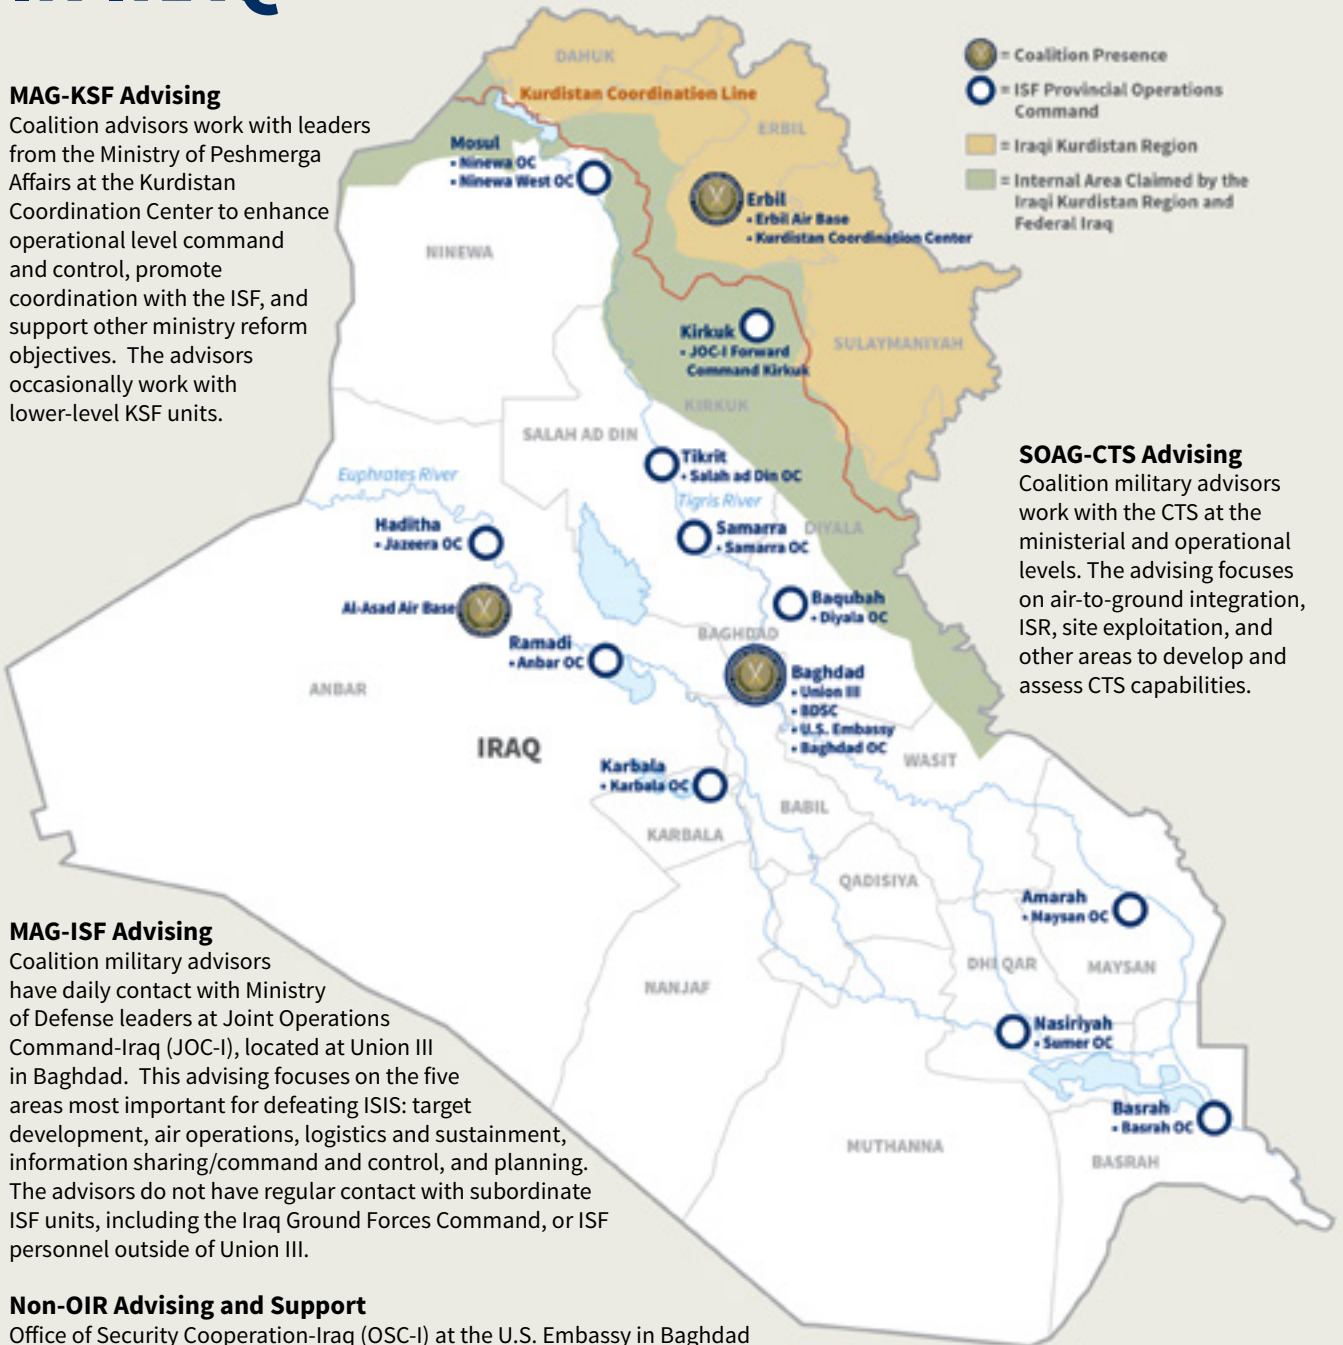 MAG-KSF Advising
Coalition advisors work with leaders
from the Ministry of Peshmerga
Affairs at the Kurdistan
Coordination Center to enhance
operational level command
and control, promote
coordination with the ISF, and
support other ministry reform
objectives. The advisors
occasionally work with
lower-level KSF units.
= Coalition Presence
= ISF Provincial Operations
Command
= Iraqi Kurdistan Region
= Internal Area Claimed by the
Iraqi Kurdistan Region and
Federal Iraq
DAHUK
Kurdistan Coordination Line
ERBIL
Mosul
• Ninewa OC
• Ninewa West OC
Erbil
• Erbil Air Base
• Kurdistan Coordination Center
NINEWA
Kirkuk
• JOC-I Forward
Command Kirkuk
SULAYMANIYAH
KIRKUK
SALAH AD DIN
Tikrit
• Salah ad Din OC
Euphrates River
Tigris River
Haditha
• Jazeera OC
Samarra
• Samarra OC
DIYALA
Al-Asad Air Base
Baqubah
• Diyala OC
BAGHDAD
Ramadi
• Anbar OC
Baghdad
• Union III
• BDSC
• U.S. Embassy
• Baghdad OC
ANBAR
IRAQ
WASIT
Karbala
• Karbala OC
BABIL
KARBALA
QADISIYA
Amarah
• Maysan OC
DHI QAR
MAYSAN
NANJAF
Nasiriyah
• Sumer OC
Basrah
• Basrah OC
MUTHANNA
BASRAH
SOAG-CTS Advising
Coalition military advisors
work with the CTS at the
ministerial and operational
levels. The advising focuses
on air-to-ground integration,
ISR, site exploitation, and
other areas to develop and
assess CTS capabilities.
MAG-ISF Advising
Coalition military advisors
have daily contact with Ministry
of Defense leaders at Joint Operations
Command-Iraq (JOC-I), located at Union III
in Baghdad. This advising focuses on the five
areas most important for defeating ISIS: target
development, air operations, logistics and sustainment,
information sharing/command and control, and planning.
The advisors do not have regular contact with subordinate
ISF units, including the Iraq Ground Forces Command, or ISF
personnel outside of Union III.
Non-OIR Advising and Support
Office of Security Cooperation-Iraq (OSC-I) at the U.S. Embassy in Baghdad